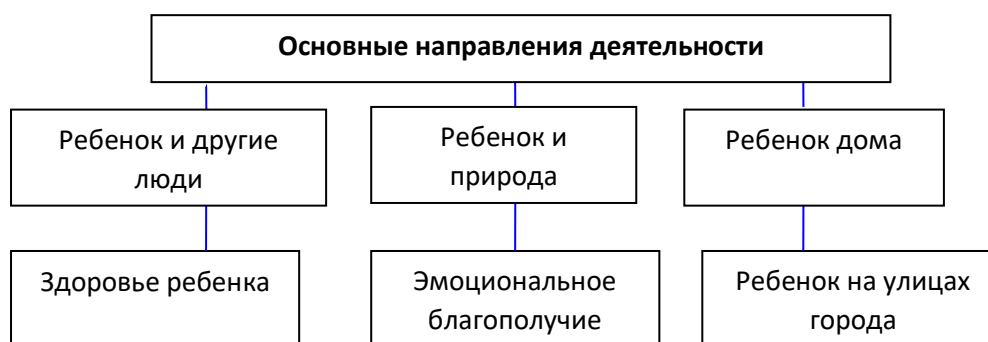 Основные направления деятельности
Ребенок и другие
люди
Ребенок и
природа
Ребенок дома
Здоровье ребенка
Эмоциональное
благополучие
Ребенок на улицах
города